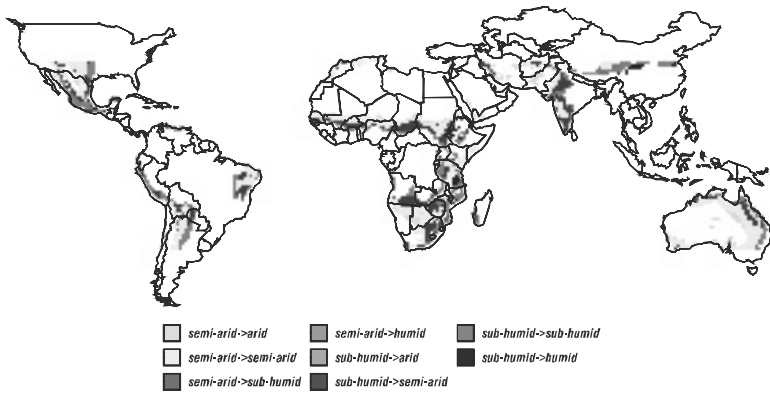 semi-arid->arid
semi-arid->semi-arid
semi-arid->sub-humid
semi-arid->humid
sub-humid->arid
sub-humid->semi-arid
sub-humid->sub-humid
sub-humid->humid